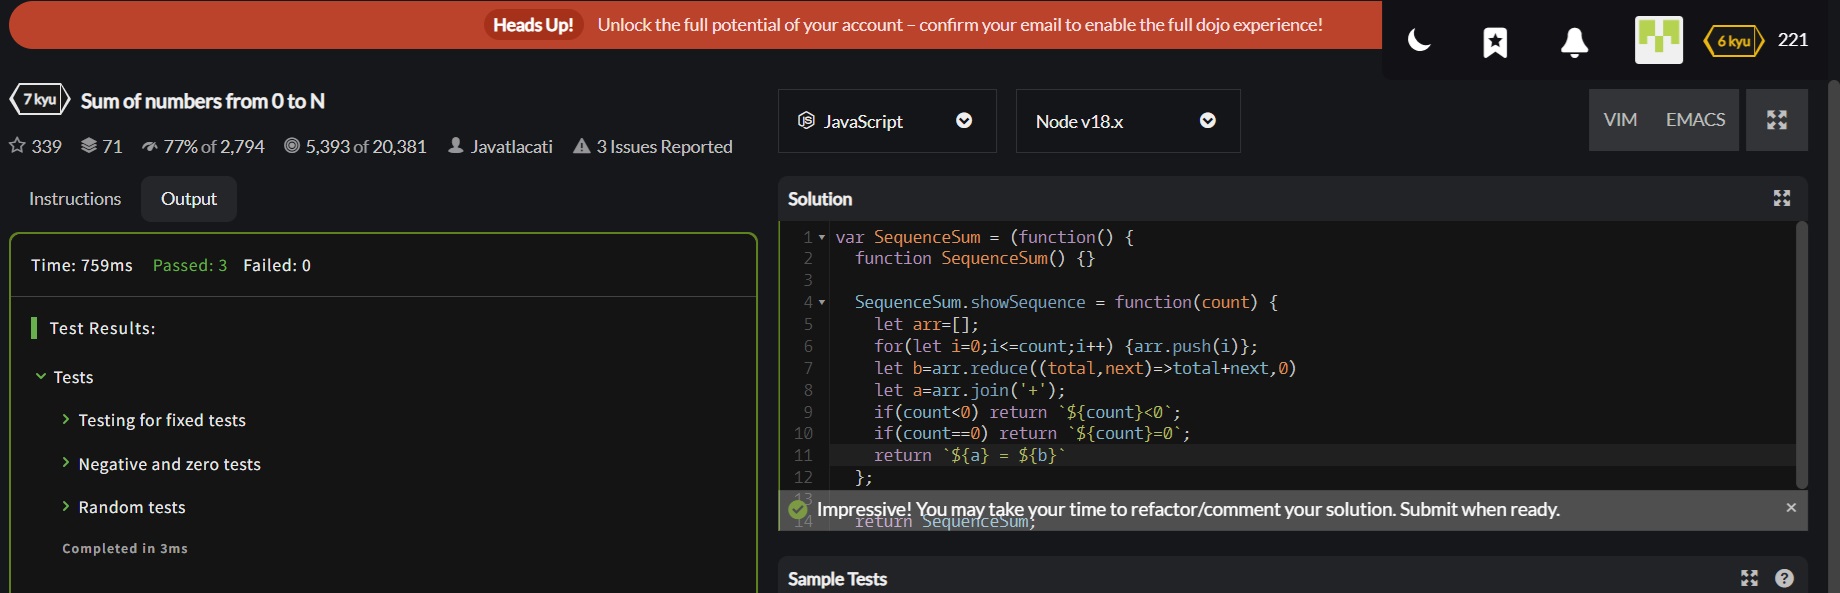 Heads Up! Unlock the full potential of your account – confirm your email to enable the full dojo experience!
6 kyu 221
7 kyu Sum of numbers from 0 to N
339 71 77% of 2,794 5,393 of 20,381 Javatlacati 3 Issues Reported
Instructions Output
Time: 759ms Passed: 3 Failed: 0
Test Results:
Tests
Testing for fixed tests
Negative and zero tests
Random tests
Completed in 3ms
JavaScript Node v18.x VIM EMACS
Solution
1 var SequenceSum = (function() {
2 function SequenceSum() {}
3
4 SequenceSum.showSequence = function(count) {
5 let arr=[];
6 for(let i=0;i<=count;i++) {arr.push(i)};
7 let b=arr.reduce((total,next)=>total+next,0)
8 let a=arr.join('+');
9 if(count<0) return `${count}<0`;
10 if(count==0) return `${count}=0`;
11 return `${a} = ${b}`
12 };
13
Impressive! You may take your time to refactor/comment your solution. Submit when ready. ×
14 return SequenceSum;
Sample Tests ?